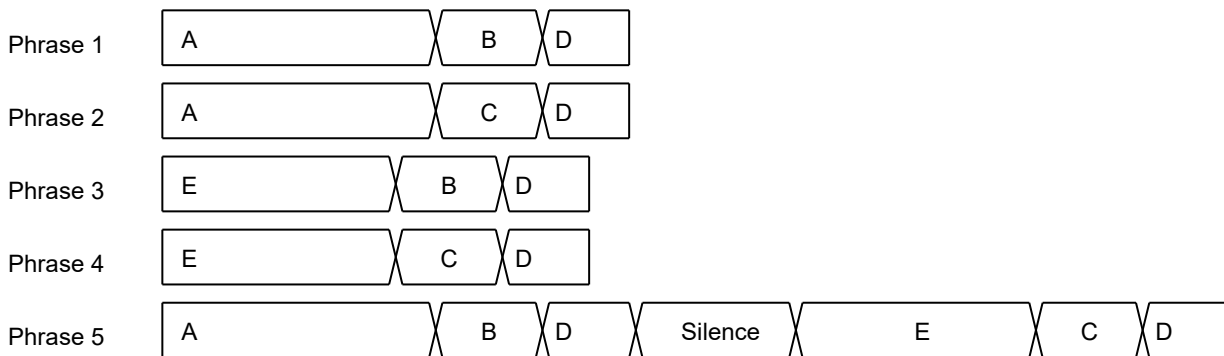 Phrase 1 A B D
Phrase 2 A C D
Phrase 3 E B D
Phrase 4 E C D
Phrase 5 A B D Silence E C D